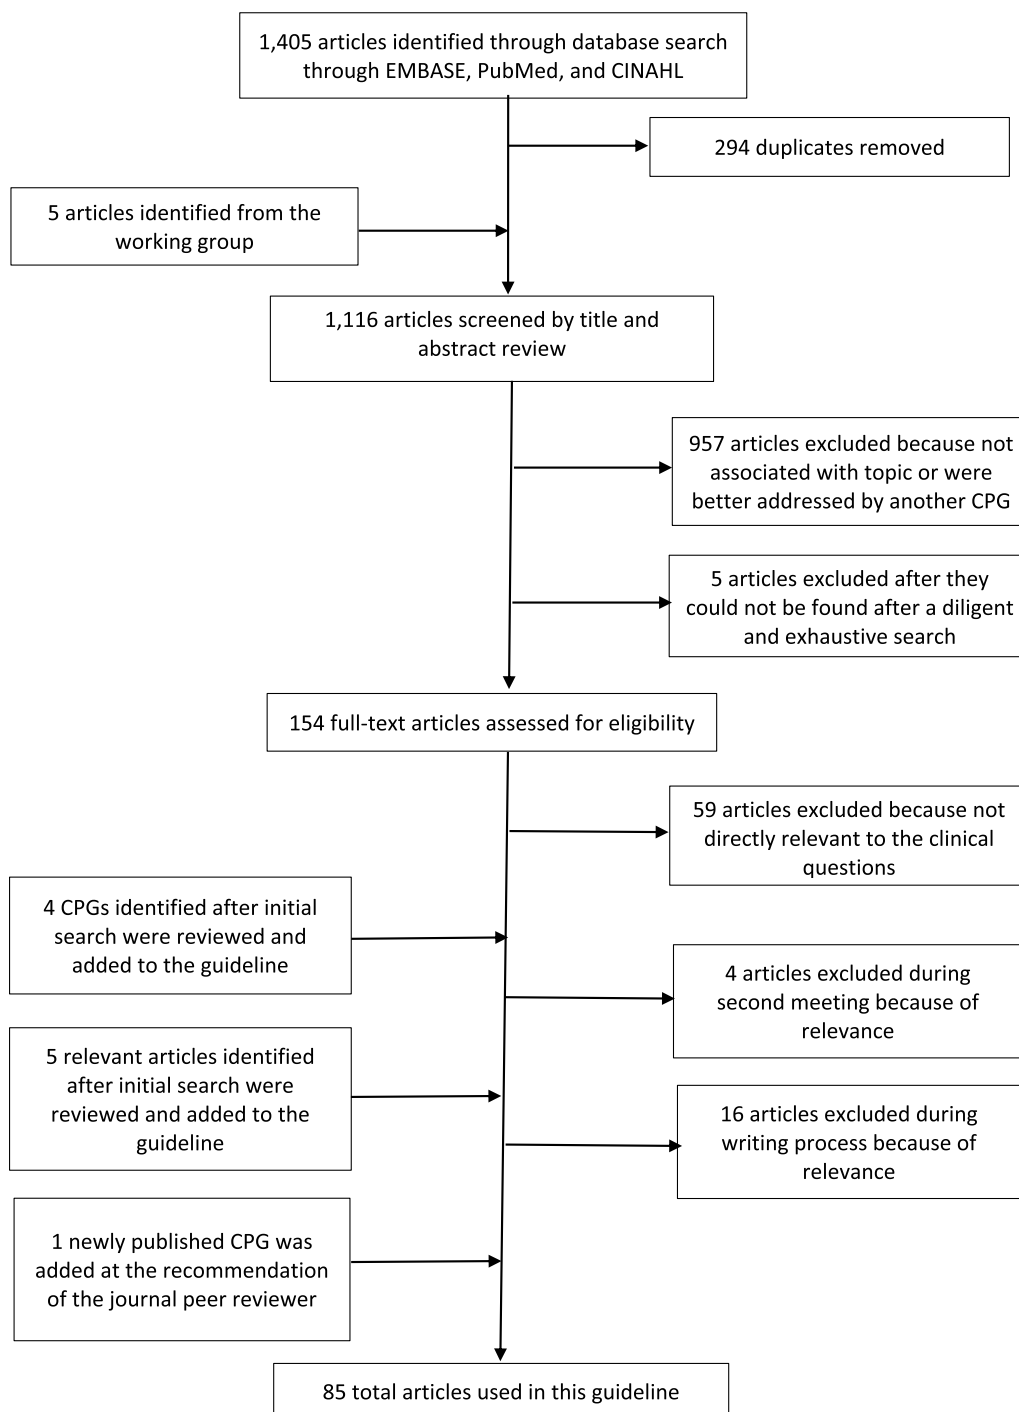 1,405 articles identified through database search
through EMBASE, PubMed, and CINAHL
294 duplicates removed
5 articles identified from the
working group
1,116 articles screened by title and
abstract review
957 articles excluded because not
associated with topic or were
better addressed by another CPG
5 articles excluded after they
could not be found after a diligent
and exhaustive search
154 full-text articles assessed for eligibility
59 articles excluded because not
directly relevant to the clinical
questions
4 CPGs identified after initial
search were reviewed and
added to the guideline
4 articles excluded during
second meeting because of
relevance
5 relevant articles identified
after initial search were
reviewed and added to the
guideline
16 articles excluded during
writing process because of
relevance
1 newly published CPG was
added at the recommendation
of the journal peer reviewer
85 total articles used in this guideline